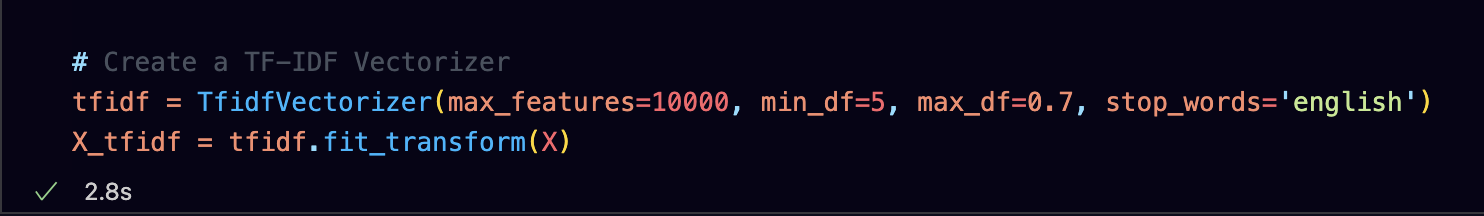 # Create a TF-IDF Vectorizer
tfidf = TfidfVectorizer(max_features=10000, min_df=5, max_df=0.7, stop_words='english')
X_tfidf = tfidf.fit_transform(X)
2.8s